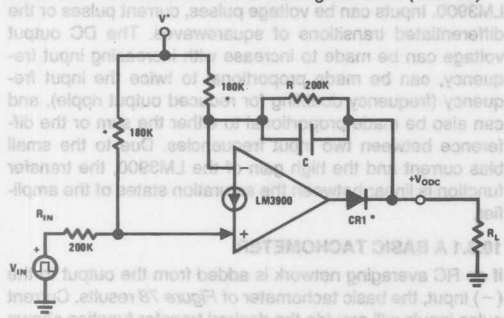 LM3900. Inputs can be voltage pulses, current pulses or the
differentiated transitions of squarewaves. The DC output
voltage can be made to increase with increasing input fre-
quency, can be made proportional to twice the input fre-
quency (frequency doubling for reduced output ripple), and
can also be made proportional to either the sum or the dif-
ference between two input frequencies. Due to the small
bias current and the high gain of the LM3900, the transfer
function is linear between the saturation states of the ampli-
fier.
10.3.1 A BASIC TACHOMETER
If an RC averaging network is added from the output to the
(−) input, the basic tachometer of Figure 78 results. Current
V+
180K
*
180K
*
R 200K
C
−
LM3900
+
CR1 *
+VODC
RL
RIN
200K
+
VIN